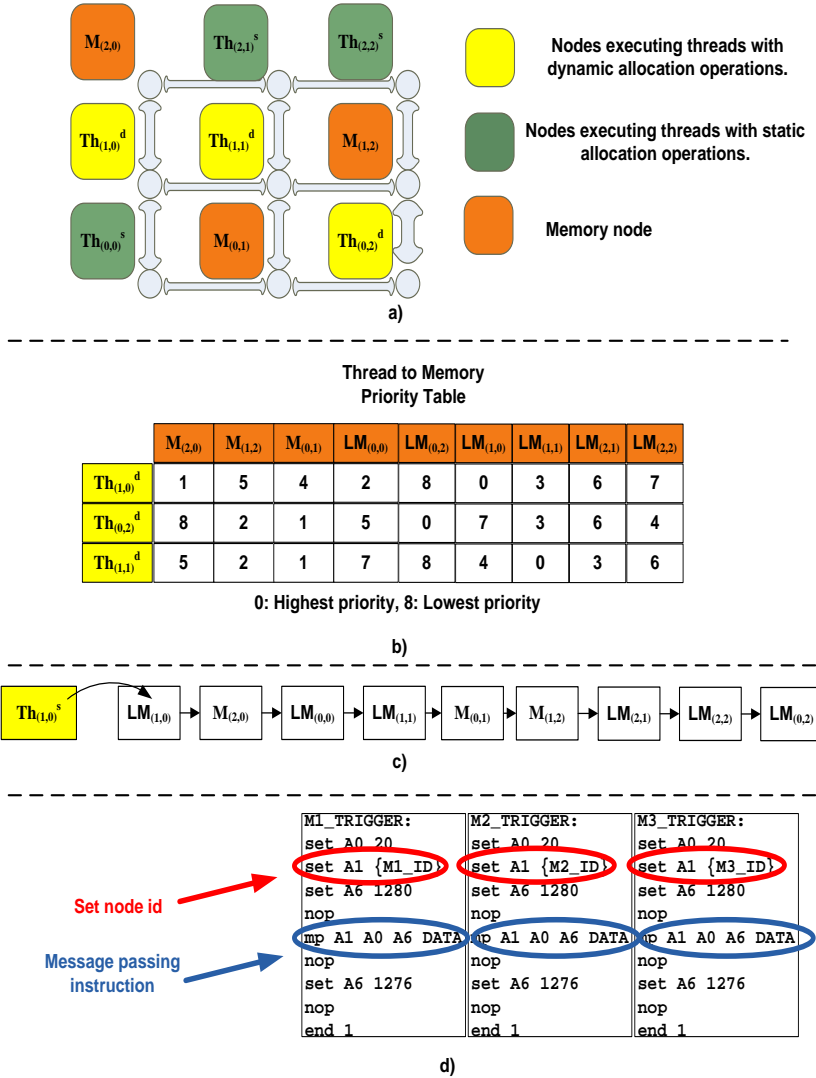 M(2,0) Th(2,1)s Th(2,2)s
Nodes executing threads with
dynamic allocation operations.
Th(1,0)d Th(1,1)d M(1,2)
Nodes executing threads with static
allocation operations.
Th(0,0)s M(0,1) Th(0,2)d
Memory node
a)
Thread to Memory
Priority Table
M(2,0) M(1,2) M(0,1) LM(0,0) LM(0,2) LM(1,0) LM(1,1) LM(2,1) LM(2,2)
Th(1,0)d 1 5 4 2 8 0 3 6 7
Th(0,2)d 8 2 1 5 0 7 3 6 4
Th(1,1)d 5 2 1 7 8 4 0 3 6
0: Highest priority, 8: Lowest priority
b)
Th(1,0)s LM(1,0) M(2,0) LM(0,0) LM(1,1) M(0,1) M(1,2) LM(2,1) LM(2,2) LM(0,2)
c)
Set node id
Message passing
instruction
M1_TRIGGER:
set A0 20
set A1 {M1_ID}
set A6 1280
nop
mp A1 A0 A6 DATA
nop
set A6 1276
nop
end 1
M2_TRIGGER:
set A0 20
set A1 {M2_ID}
set A6 1280
nop
mp A1 A0 A6 DATA
nop
set A6 1276
nop
end 1
M3_TRIGGER:
set A0 20
set A1 {M3_ID}
set A6 1280
nop
mp A1 A0 A6 DATA
nop
set A6 1276
nop
end 1
d)